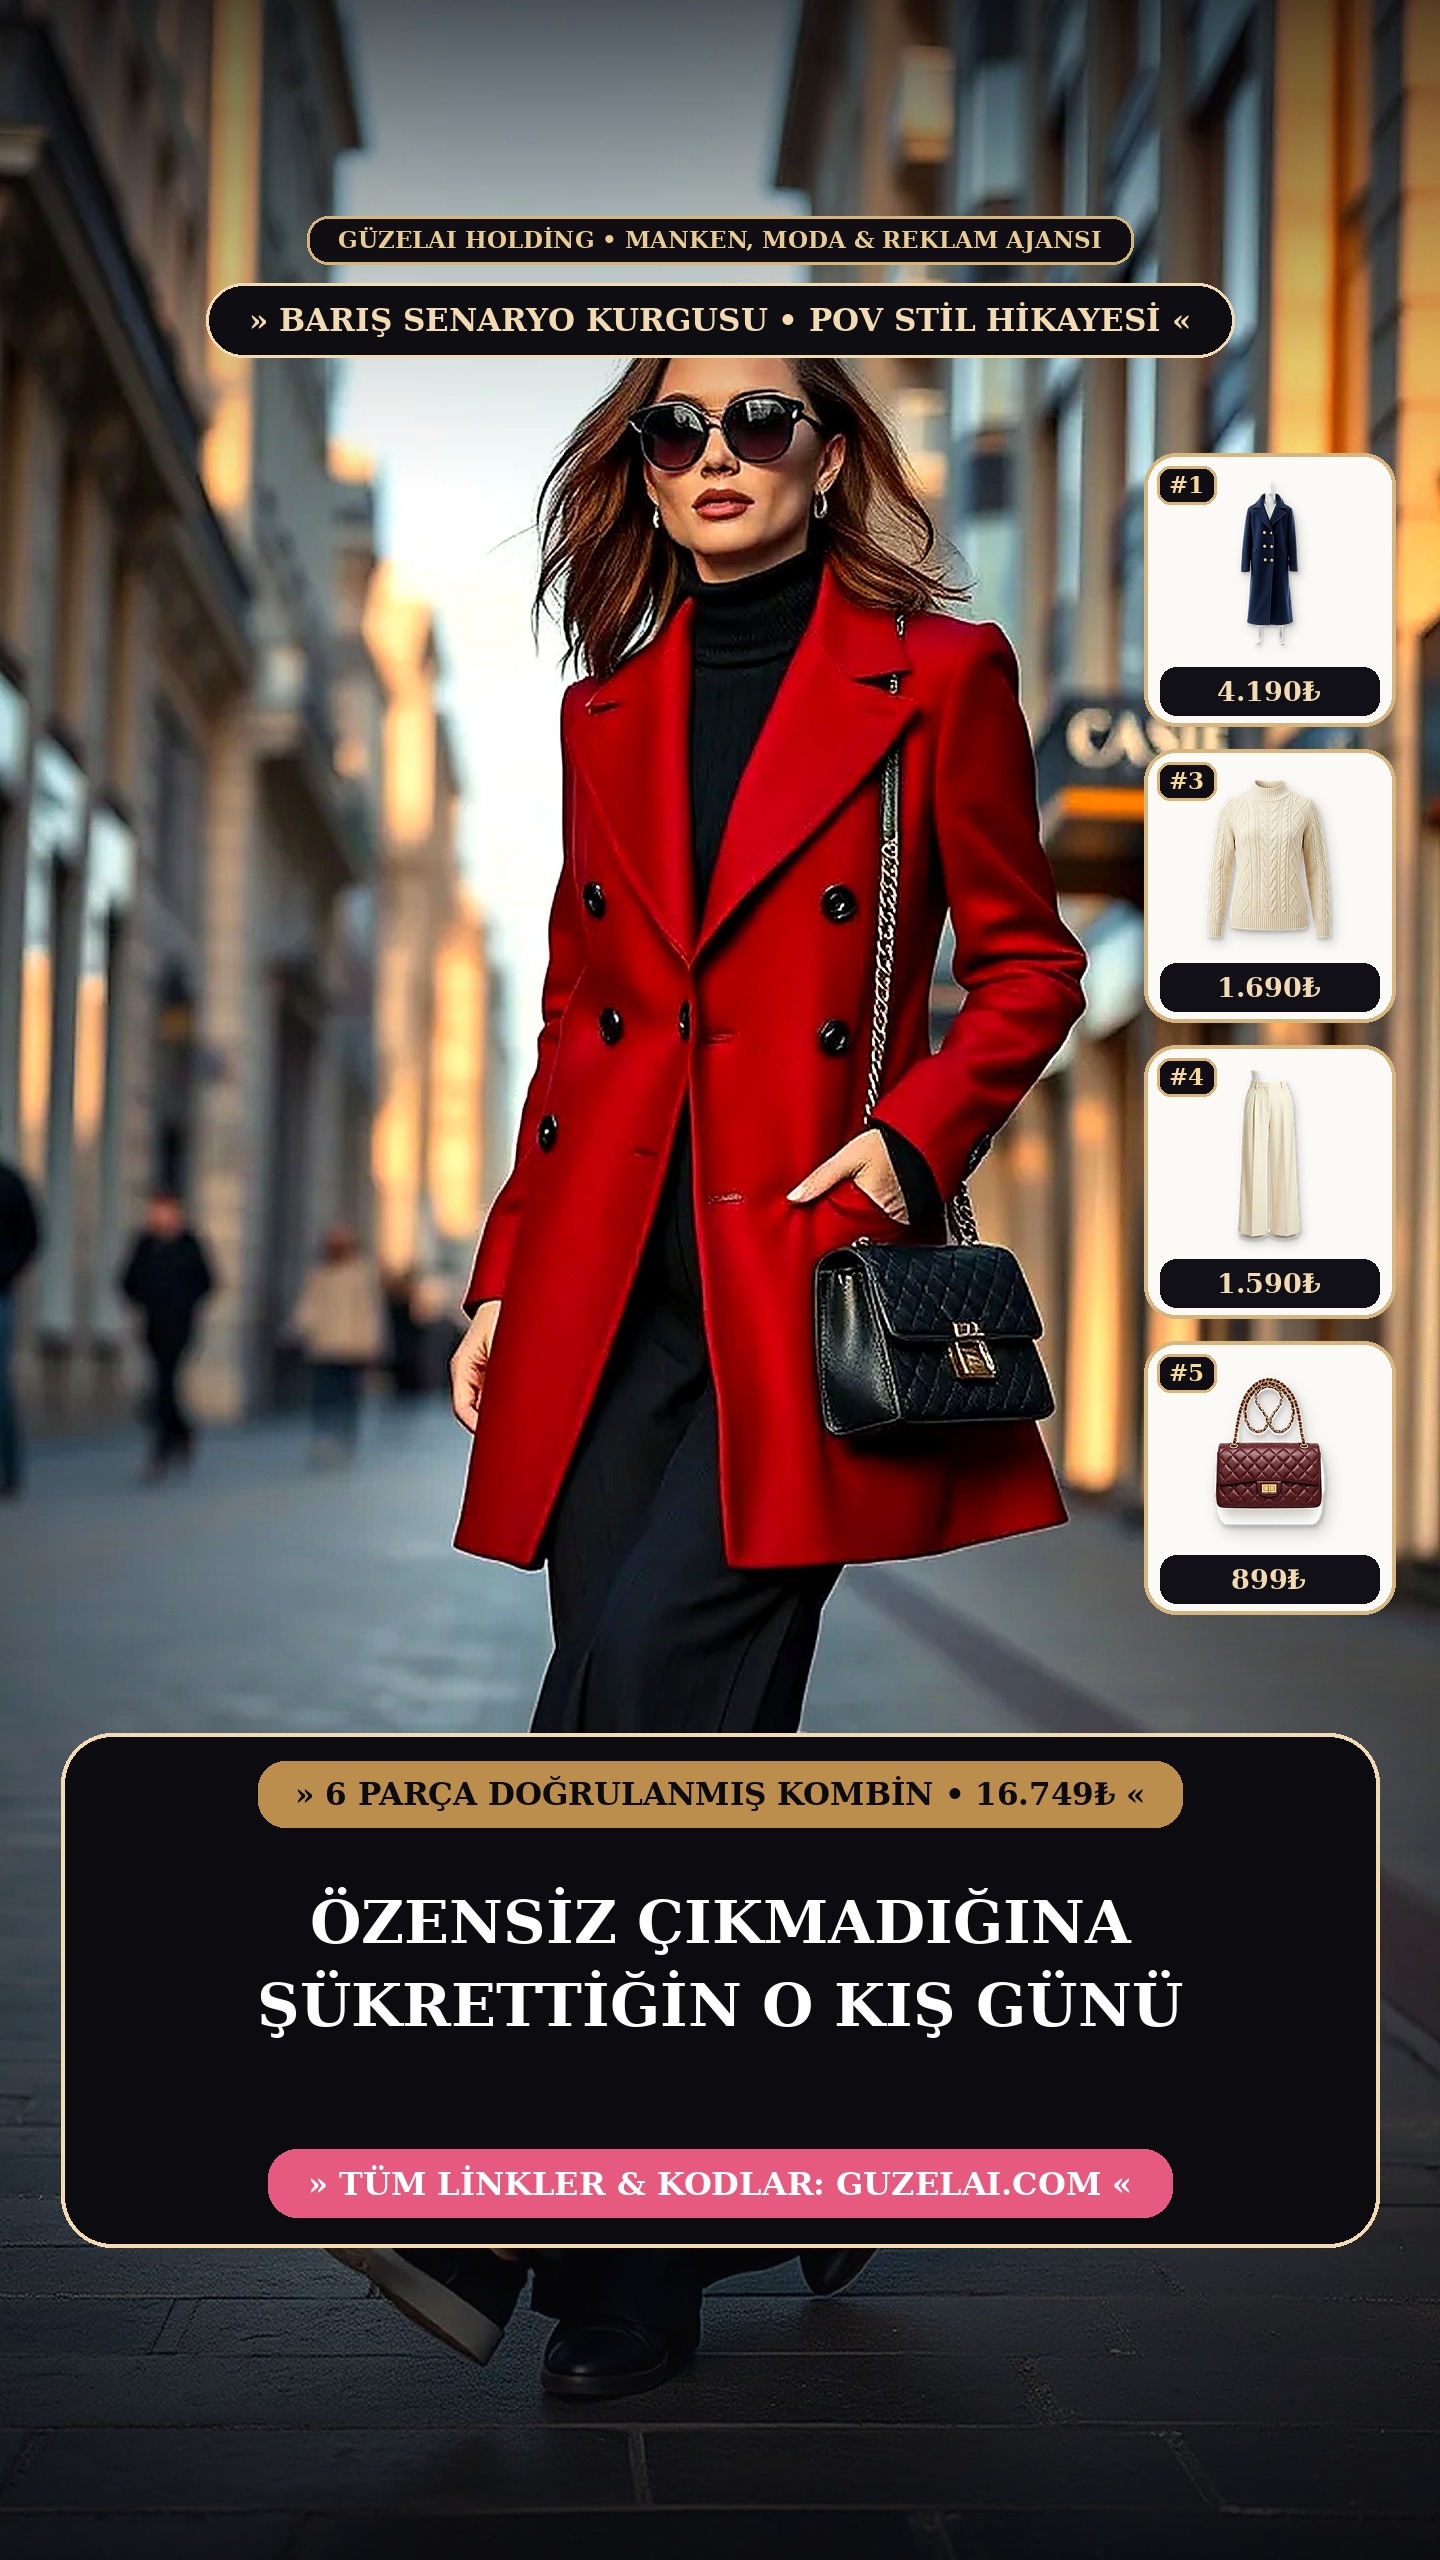 GÜZELAI HOLDİNG • MANKEN, MODA & REKLAM AJANSI
» BARIŞ SENARYO KURGUSU • POV STİL HİKAYESİ «
#1
4.190₺
#3
1.690₺
#4
1.590₺
#5
899₺
» 6 PARÇA DOĞRULANMIŞ KOMBİN • 16.749₺ «
ÖZENSİZ ÇIKMADIĞINA
ŞÜKRETTİĞİN O KIŞ GÜNÜ
» TÜM LİNKLER & KODLAR: GUZELAI.COM «